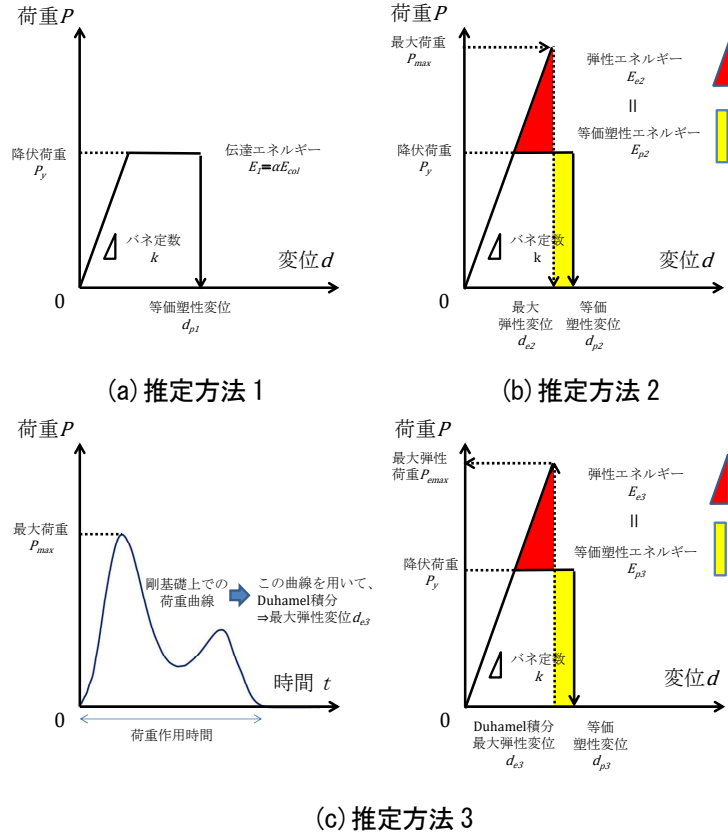 荷重P
降伏荷重
Py
伝達エネルギー
E1=αEcol
バネ定数
k
変位d
0
等価塑性変位
dp1
(a)推定方法1
荷重P
最大荷重
Pmax
弾性エネルギー
Ee2
=
等価塑性エネルギー
Ep2
降伏荷重
Py
バネ定数
k
変位d
0
最大
弾性変位
de2
等価
塑性変位
dp2
(b)推定方法2
荷重P
最大荷重
Pmax
剛基礎上での
荷重曲線
この曲線を用いて、
Duhamel積分
⇒最大弾性変位de3
時間 t
0
荷重作用時間
荷重P
最大弾性
荷重Pemax
弾性エネルギー
Ee3
=
等価塑性エネルギー
Ep3
降伏荷重
Py
バネ定数
k
変位d
0
Duhamel積分
最大弾性変位
de3
等価
塑性変位
dp3
(c)推定方法3